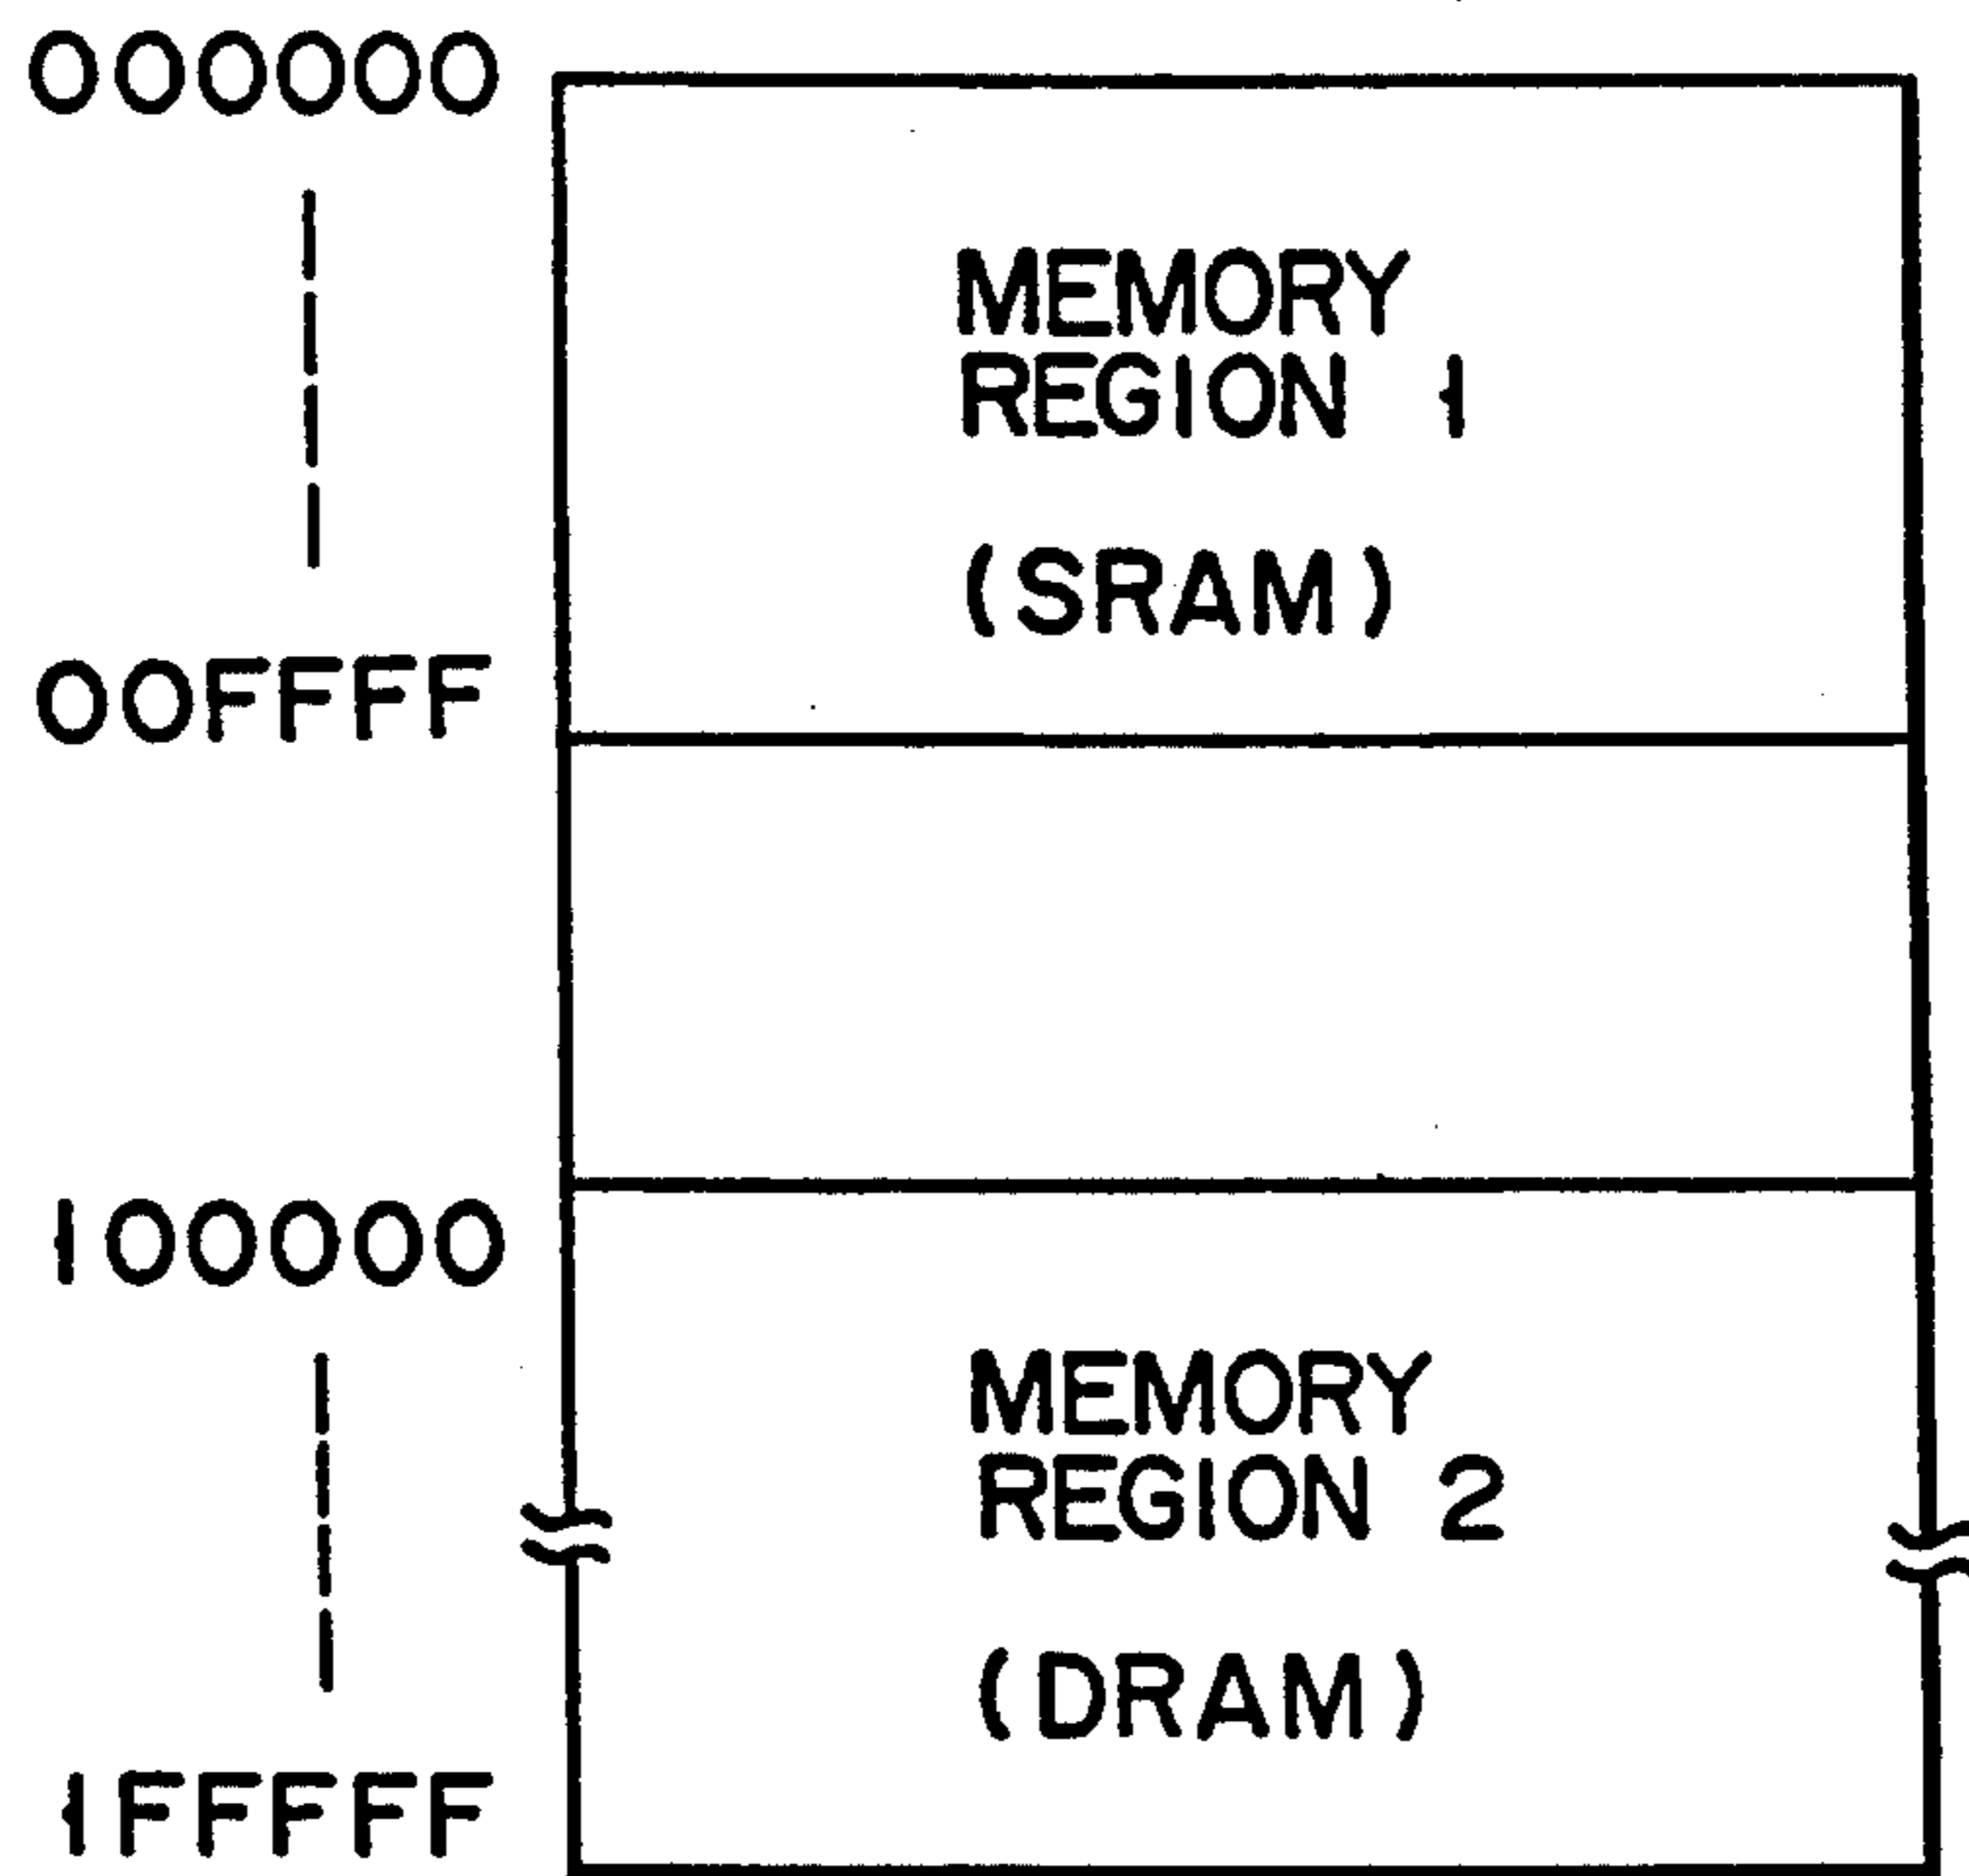 000000
MEMORY
REGION 1
(SRAM)
00FFFF
100000
MEMORY
REGION 2
(DRAM)
1FFFFF